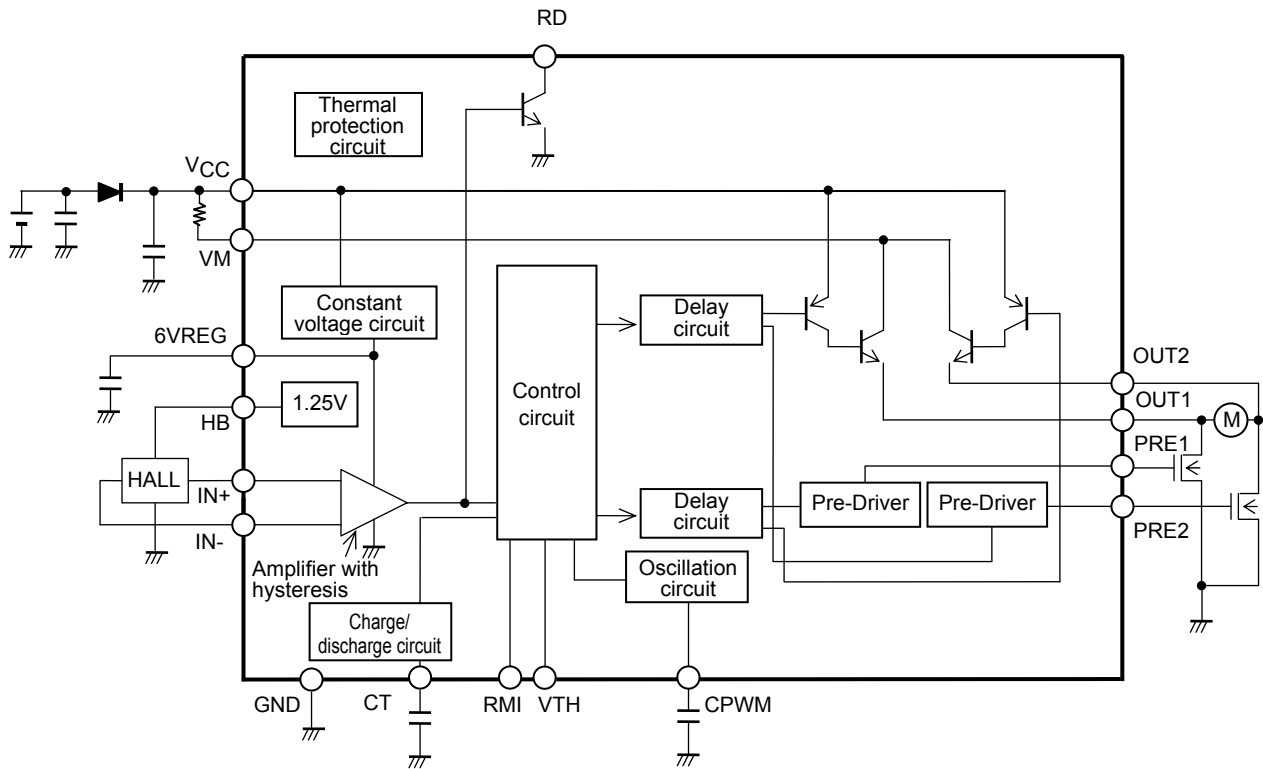 RD
Thermal
protection
circuit
VCC
VM
Constant
voltage circuit
Delay
circuit
6VREG
1.25V
HB
Control
circuit
OUT2
OUT1
M
PRE1
HALL
IN+
Delay
circuit
Pre-Driver
Pre-Driver
IN-
PRE2
Amplifier with
hysteresis
Oscillation
circuit
Charge/
discharge circuit
GND
CT
RMI
VTH
CPWM